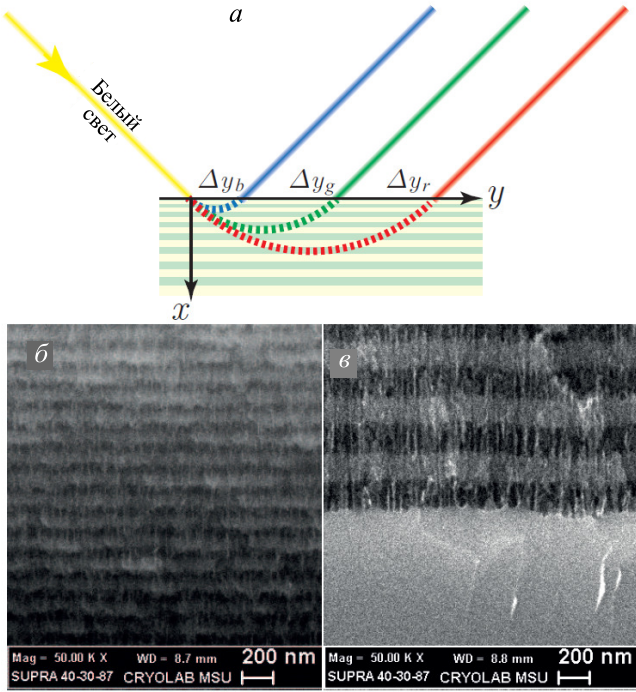 а
Белый
свет
Δy_b Δy_g Δy_r y
x
б
в
Mag = 50.00 K X WD = 8.7 mm 200 nm
SUPRA 40-30-87 CRYOLAB MSU
Mag = 50.00 K X WD = 8.8 mm 200 nm
SUPRA 40-30-87 CRYOLAB MSU